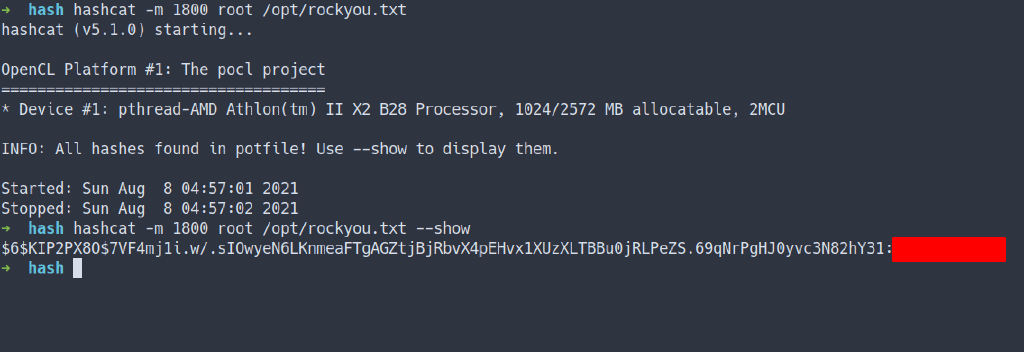 → hash hashcat -m 1800 root /opt/rockyou.txt
hashcat (v5.1.0) starting...
OpenCL Platform #1: The pocl project
====================================
* Device #1: pthread-AMD Athlon(tm) II X2 B28 Processor, 1024/2572 MB allocatable, 2MCU
INFO: All hashes found in potfile! Use --show to display them.
Started: Sun Aug  8 04:57:01 2021
Stopped: Sun Aug  8 04:57:02 2021
→ hash hashcat -m 1800 root /opt/rockyou.txt --show
$6$KIP2PX8O$7VF4mj1i.w/.sIOwyeN6LKnmeaFTgAGZtjBjRbvX4pEHvx1XUzXLTBBu0jRLPeZS.69qNrPgHJ0yvc3N82hY31:
→ hash